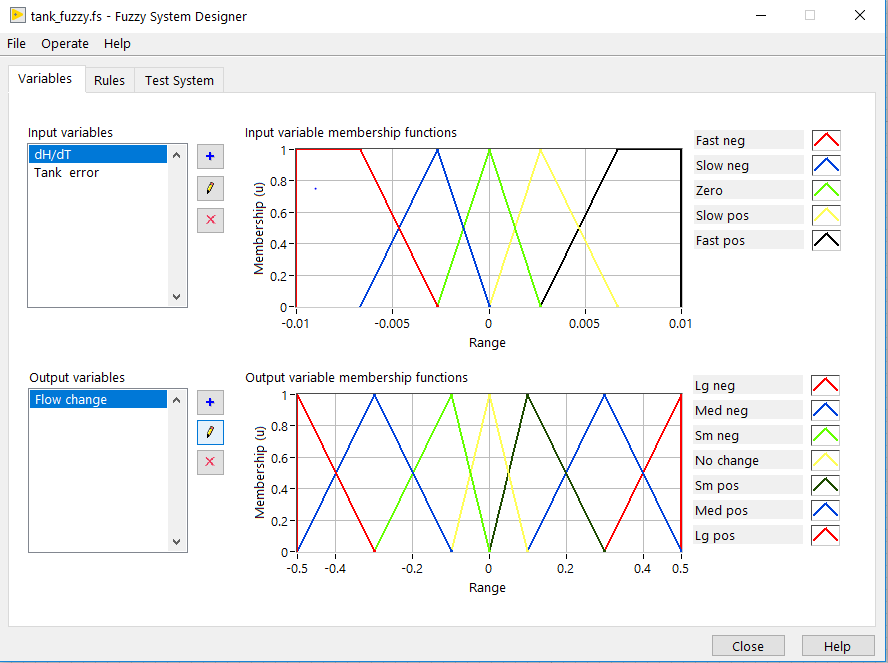 tank_fuzzy.fs - Fuzzy System Designer
File Operate Help
Variables Rules Test System
Input variables
dH/dT
Tank error
Input variable membership functions
Membership (u)
1
0.8
0.6
0.4
0.2
0
-0.01 -0.005 0 0.005 0.01
Range
Fast neg
Slow neg
Zero
Slow pos
Fast pos
Output variables
Flow change
Output variable membership functions
Membership (u)
1
0.8
0.6
0.4
0.2
0
-0.5 -0.4 -0.2 0 0.2 0.4 0.5
Range
Lg neg
Med neg
Sm neg
No change
Sm pos
Med pos
Lg pos
Close Help